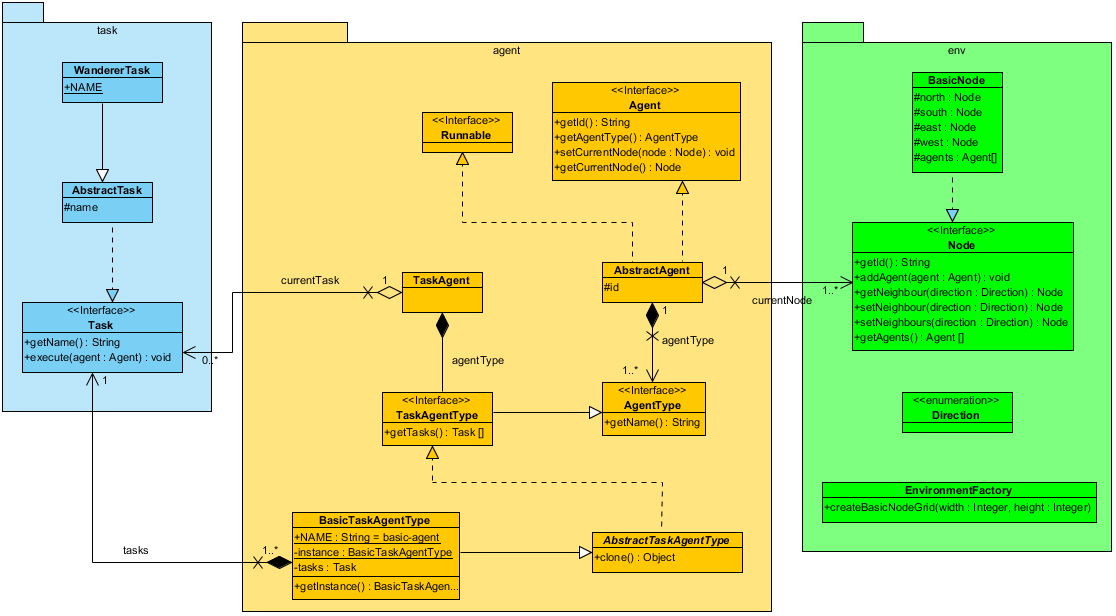 task
WandererTask
+NAME
AbstractTask
#name
<<Interface>>
Task
+getName() : String
+execute(agent : Agent) : void
1
0..*
currentTask
1
tasks
1..*
agent
<<Interface>>
Runnable
<<Interface>>
Agent
+getId() : String
+getAgentType() : AgentType
+setCurrentNode(node : Node) : void
+getCurrentNode() : Node
TaskAgent
AbstractAgent
#id
1
currentNode
1..*
1
agentType
1..*
agentType
<<Interface>>
TaskAgentType
+getTasks() : Task []
<<Interface>>
AgentType
+getName() : String
BasicTaskAgentType
+NAME : String = basic-agent
-instance : BasicTaskAgentType
-tasks : Task
+getInstance() : BasicTaskAgen...
AbstractTaskAgentType
+clone() : Object
env
BasicNode
#north : Node
#south : Node
#east : Node
#west : Node
#agents : Agent[]
<<Interface>>
Node
+getId() : String
+addAgent(agent : Agent) : void
+getNeighbour(direction : Direction) : Node
+setNeighbour(direction : Direction) : Node
+setNeighbours(direction : Direction) : Node
+getAgents() : Agent []
<<enumeration>>
Direction
EnvironmentFactory
+createBasicNodeGrid(width : Integer, height : Integer)